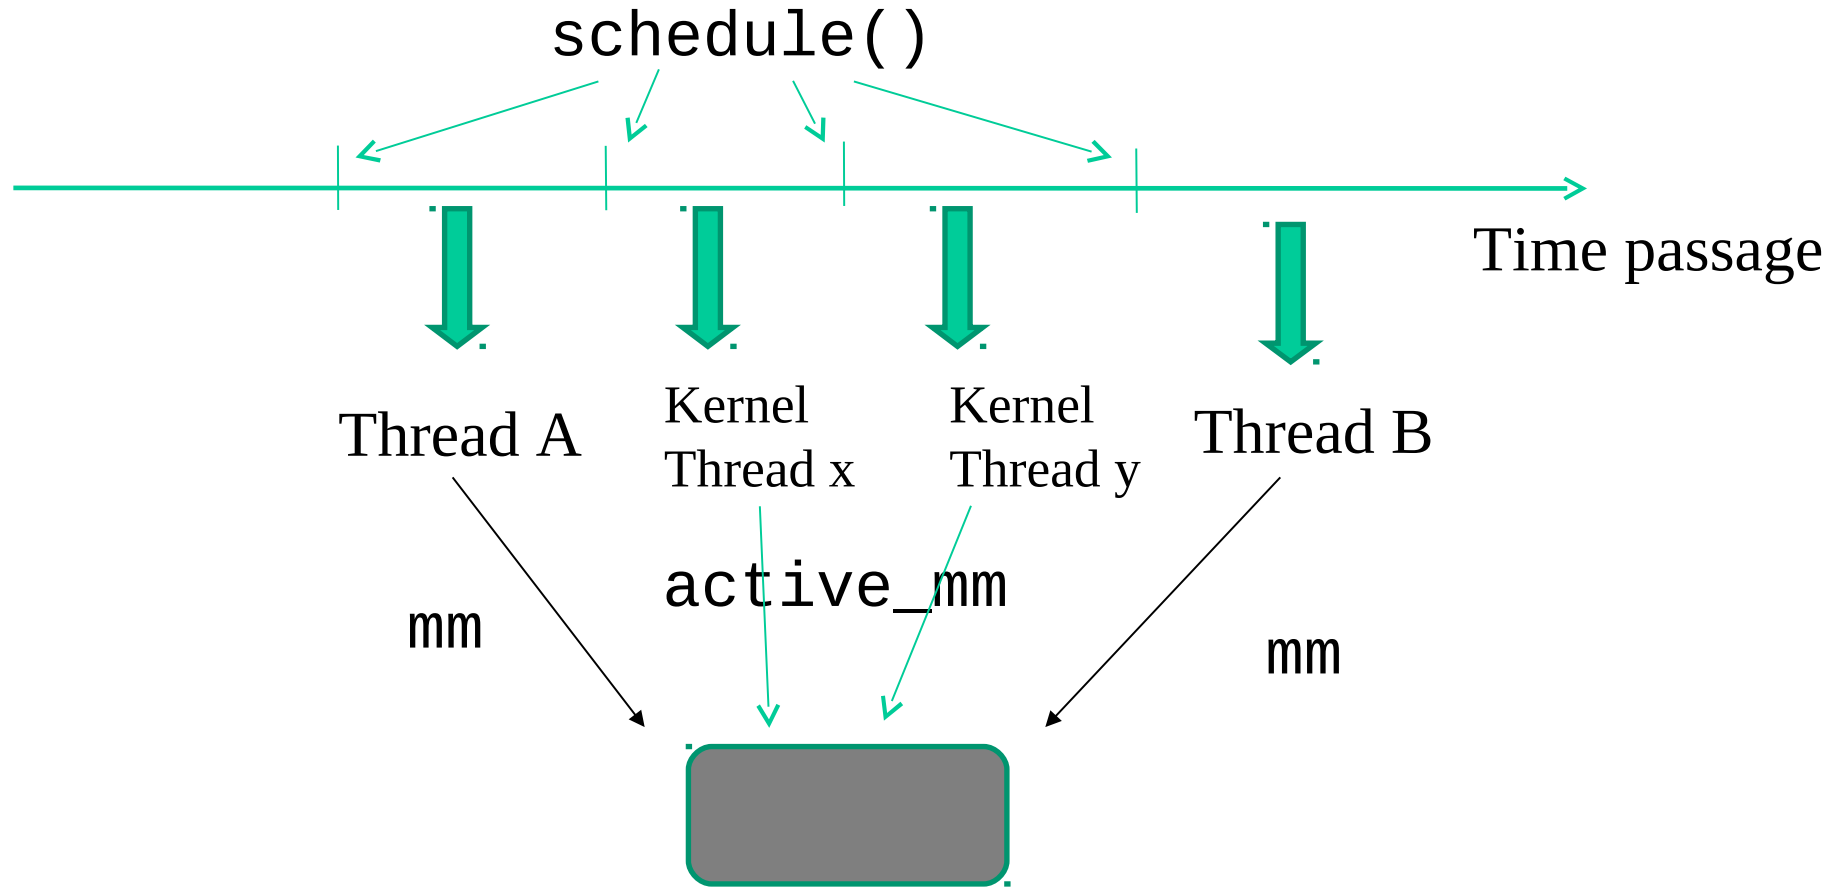 schedule()
Time passage
Thread A
Kernel
Thread x
Kernel
Thread y
Thread B
active_mm
mm
mm